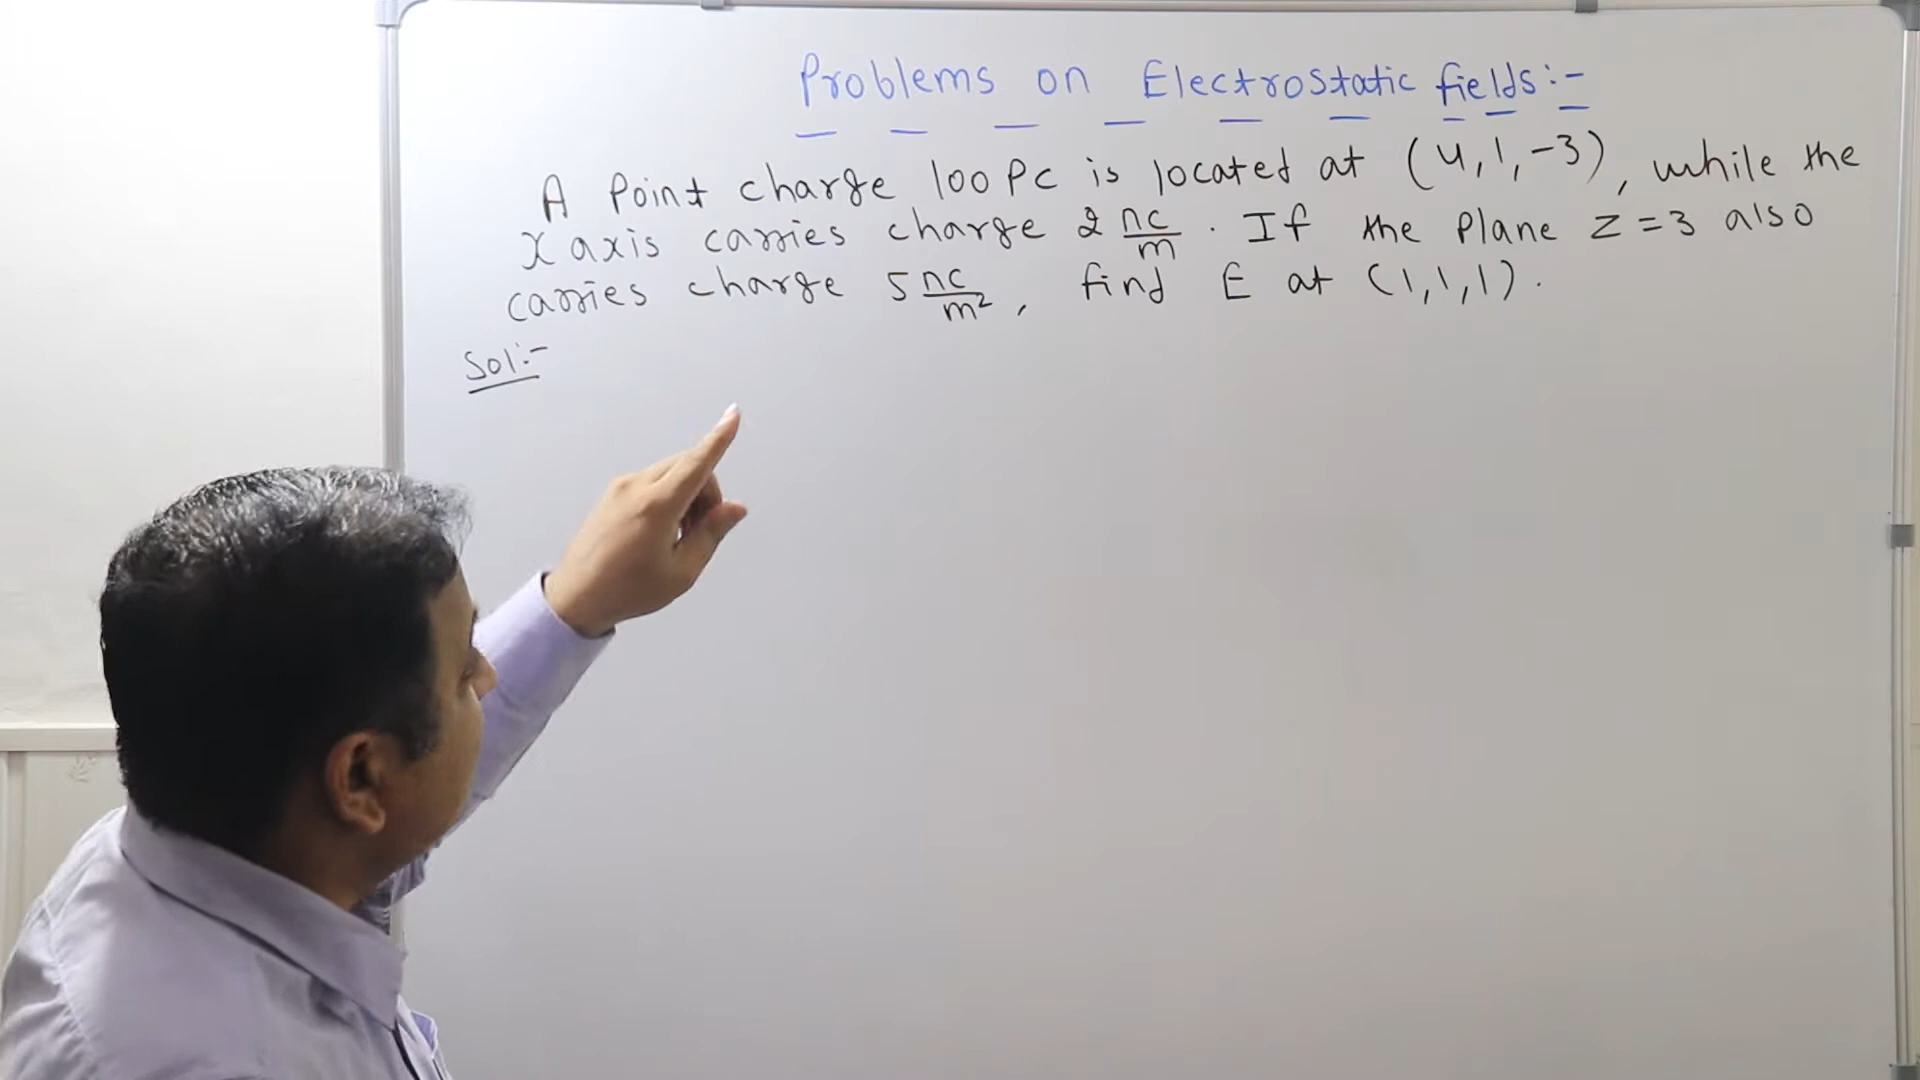 Problems on Electrostatic fields:-
A Point charge 100 PC is located at (4,1,-3), while the
X axis carries charge 2 nc/m. If the plane Z=3 also
carries charge 5 nc/m², find E at (1,1,1).
Sol:-